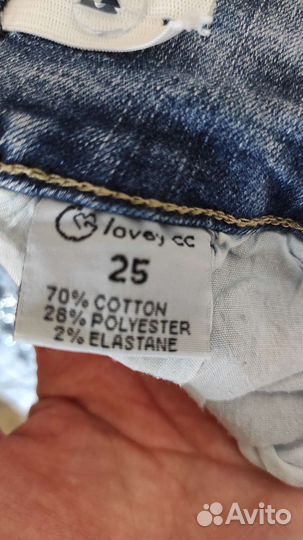 lovey cc
25
70% COTTON
28% POLYESTER
2% ELASTANE
Avito